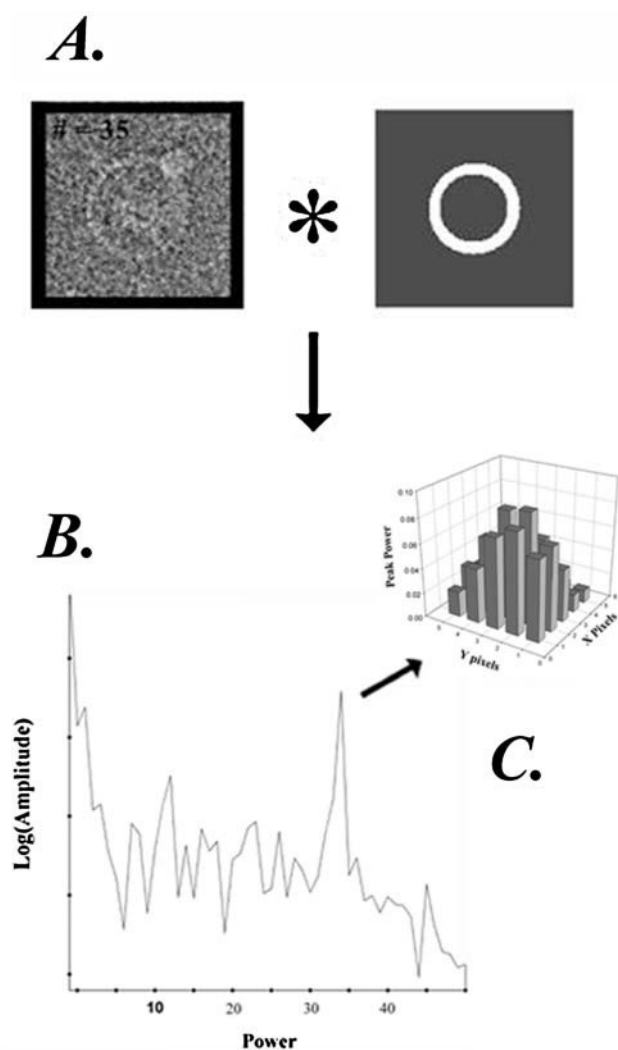 A.
# = 35
*
B.
Log(Amplitude)
10
20
30
40
Power
0.10
0.08
0.06
0.04
0.02
0.00
Peak Power
Y pixels
X Pixels
C.